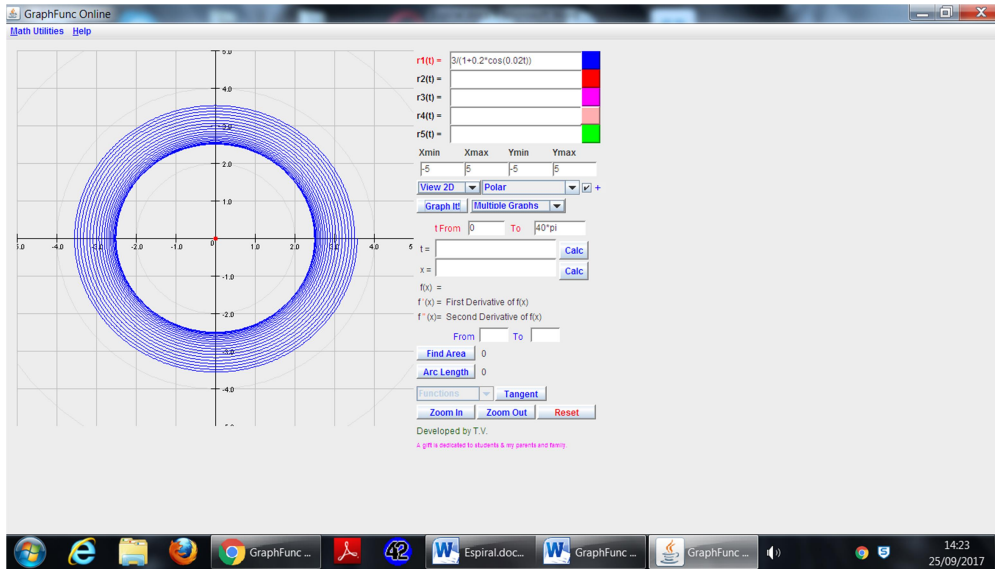 GraphFunc Online
Math Utilities Help
r1(t) = 3/(1+0.2*cos(0.02t))
r2(t) =
r3(t) =
r4(t) =
r5(t) =
Xmin Xmax Ymin Ymax
-5 5 -5 5
View 2D Polar +
Graph It! Multiple Graphs
t From 0 To 40*pi
t = Calc
x = Calc
f(x) =
f '(x) = First Derivative of f(x)
f ''(x)= Second Derivative of f(x)
From To
Find Area 0
Arc Length 0
Functions Tangent
Zoom In Zoom Out Reset
Developed by T.V.
A gift is dedicated to students & my parents and family.
5.0
4.0
2.0
1.0
5.0 -4.0 -2.0 -1.0 0 1.0 2.0 4.0 5
-1.0
-2.0
-3.0
-4.0
42 GraphFunc ... Espiral.doc... GraphFunc ... GraphFunc ... 14:23
25/09/2017